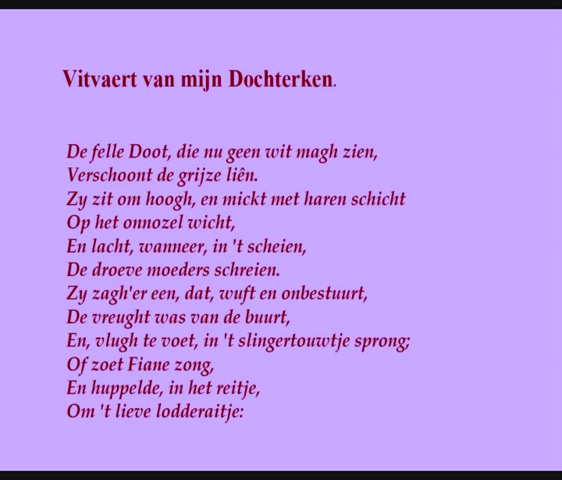 Vitvaert van mijn Dochterken.
De felle Doot, die nu geen wit magh zien,
Verschoont de grijze liên.
Zy zit om hoogh, en mickt met haren schicht
Op het onnozel wicht,
En lacht, wanneer, in 't scheien,
De droeve moeders schreien.
Zy zagh'er een, dat, wuft en onbestuurt,
De vreught was van de buurt,
En, vlugh te voet, in 't slingertouwtje sprong;
Of zoet Fiane zong,
En huppelde, in het reitje,
Om 't lieve lodderaitje: